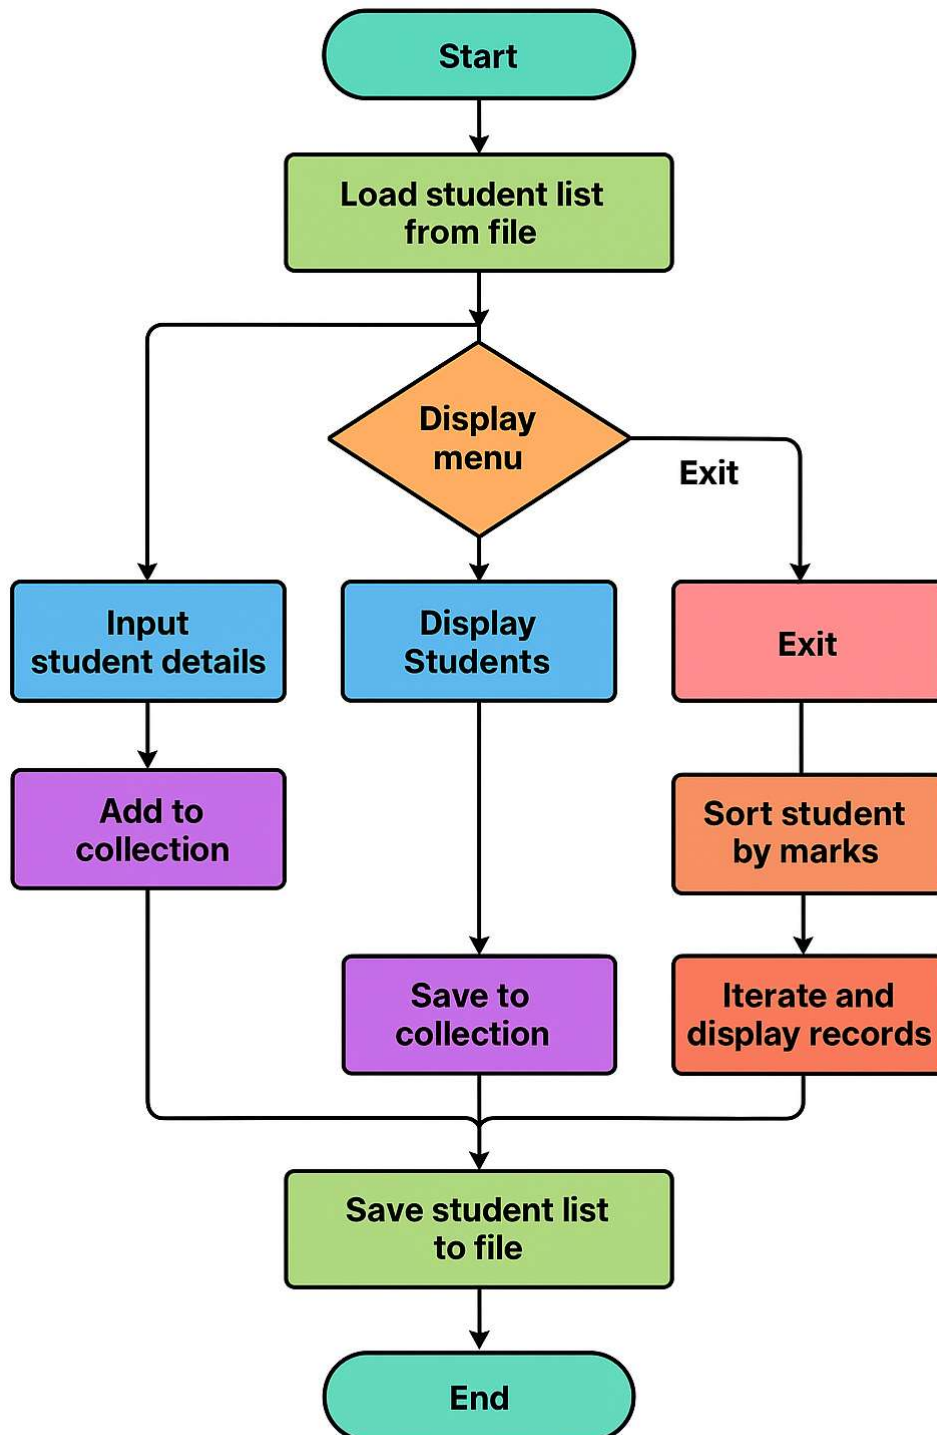 Start
Load student list
from file
Display
menu
Exit
Input
student details
Display
Students
Exit
Add to
collection
Sort student
by marks
Save to
collection
Iterate and
display records
Save student list
to file
End